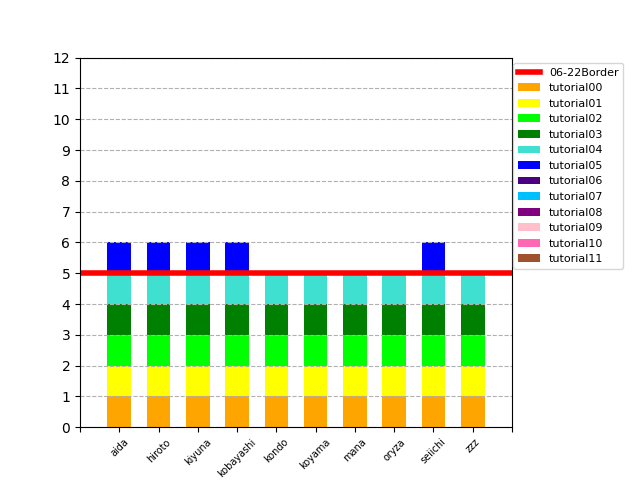 12
11
10
9
8
7
6
5
4
3
2
1
0
aida
hiroto
kiyuna
kobayashi
kondo
koyama
mana
oryza
seiichi
zzz
06-22Border
tutorial00
tutorial01
tutorial02
tutorial03
tutorial04
tutorial05
tutorial06
tutorial07
tutorial08
tutorial09
tutorial10
tutorial11